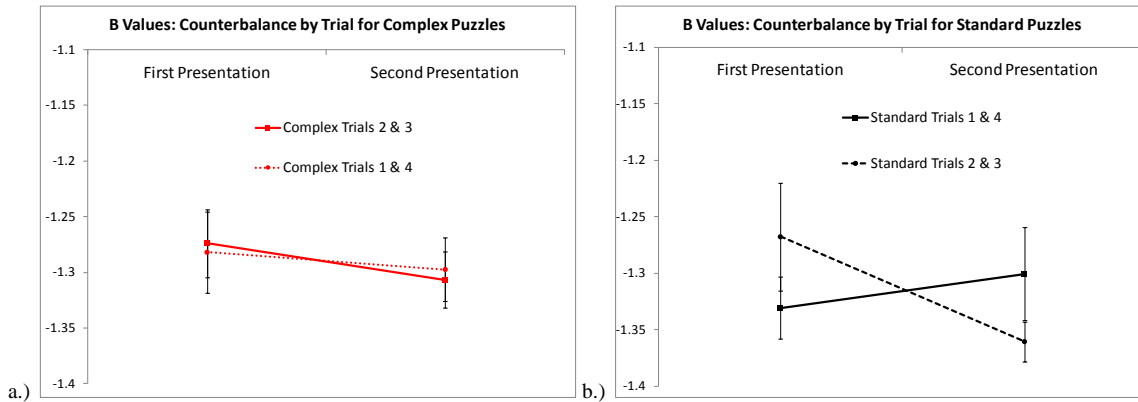 B Values: Counterbalance by Trial for Complex Puzzles
-1.1
First Presentation Second Presentation
-1.15
Complex Trials 2 & 3
-1.2
Complex Trials 1 & 4
-1.25
-1.3
-1.35
-1.4
a.)
B Values: Counterbalance by Trial for Standard Puzzles
-1.1
First Presentation Second Presentation
-1.15
Standard Trials 1 & 4
-1.2
Standard Trials 2 & 3
-1.25
-1.3
-1.35
-1.4
b.)